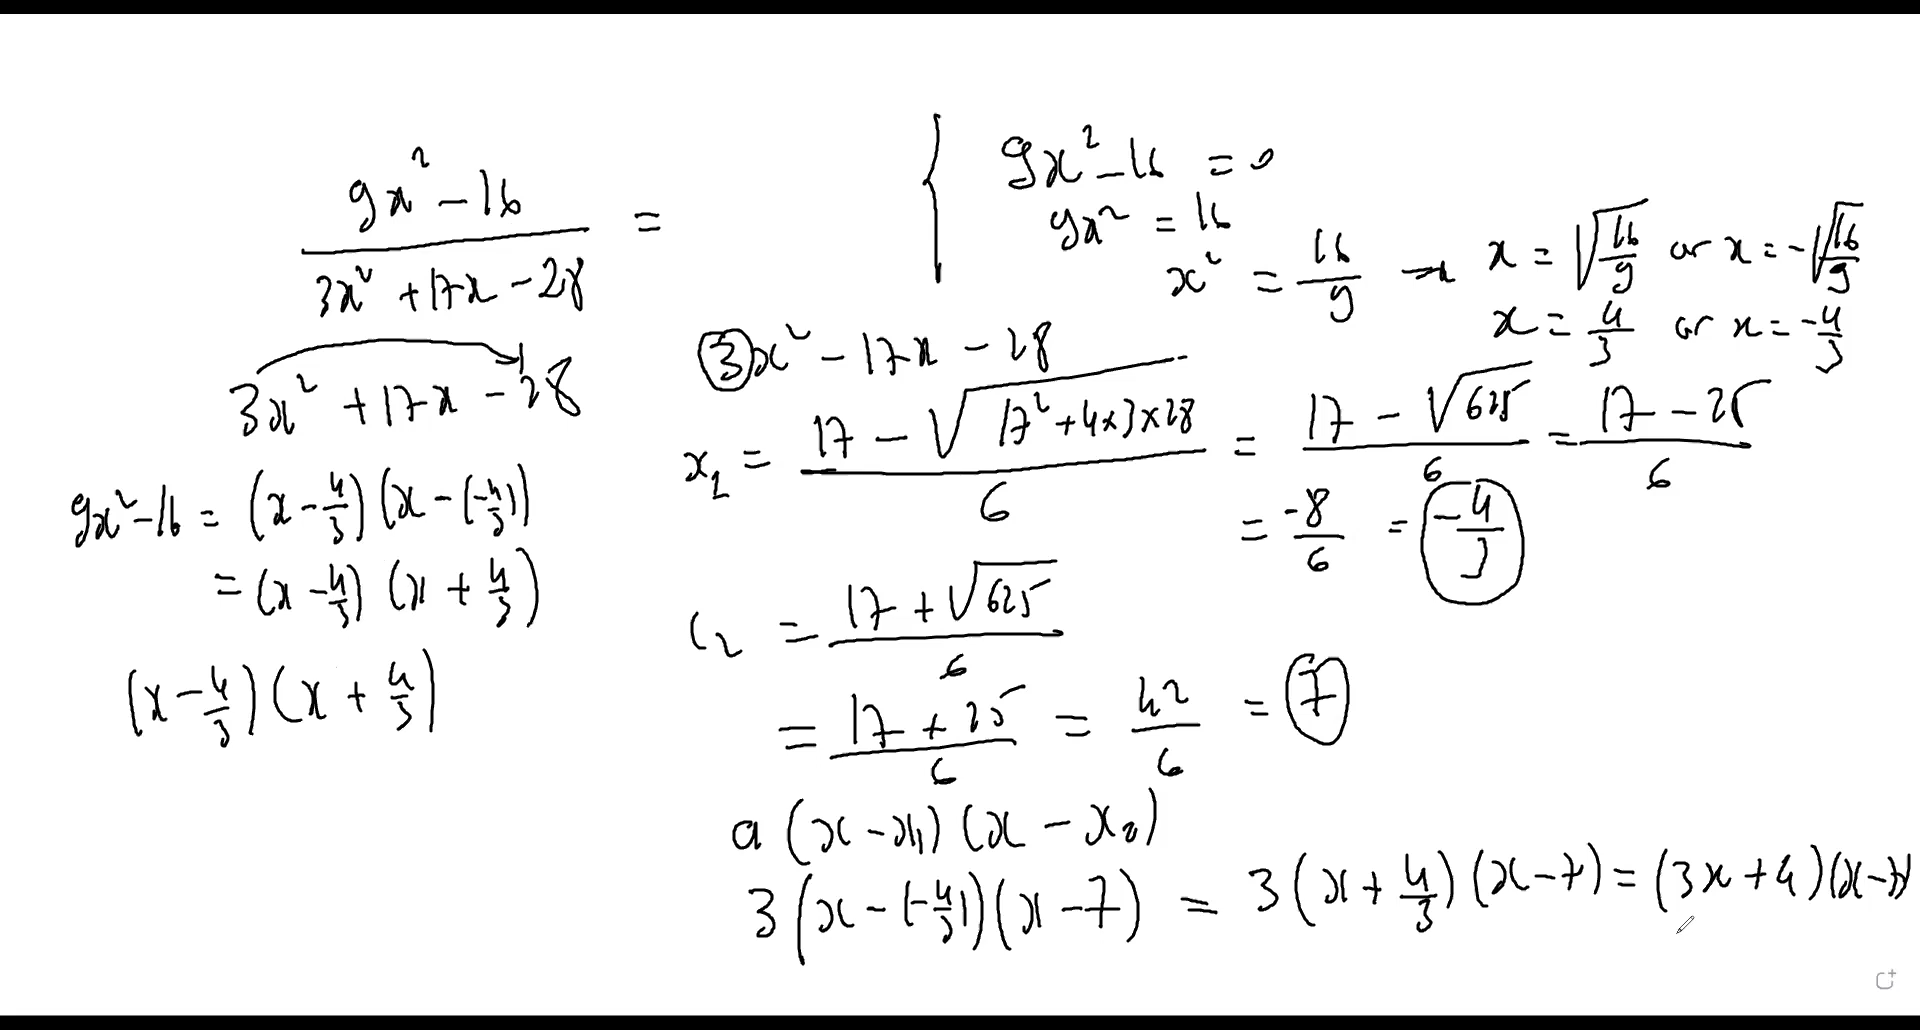 9x² - 16 / 3x² + 17x - 28 =
3x² + 17x - 28
9x² - 16 = (x - 4/3)(x - (-4/3))
= (x - 4/3)(x + 4/3)
(x - 4/3)(x + 4/3)
{ 9x² - 16 = 0
9x² = 16
x² = 16/9 → x = √(16/9) or x = -√(16/9)
x = 4/3 or x = -4/3
3x² - 17x - 28
x₁ = (17 - √(17² + 4×3×28)) / 6 = (17 - √625) / 6 = (17 - 25) / 6
= -8/6 = -4/3
(₂ = (17 + √625) / 6
= (17 + 25) / 6 = 42/6 = 7
a(x - x₁)(x - x₂)
3(x - (-4/3))(x - 7) = 3(x + 4/3)(x - 7) = (3x + 4)(x - 7)